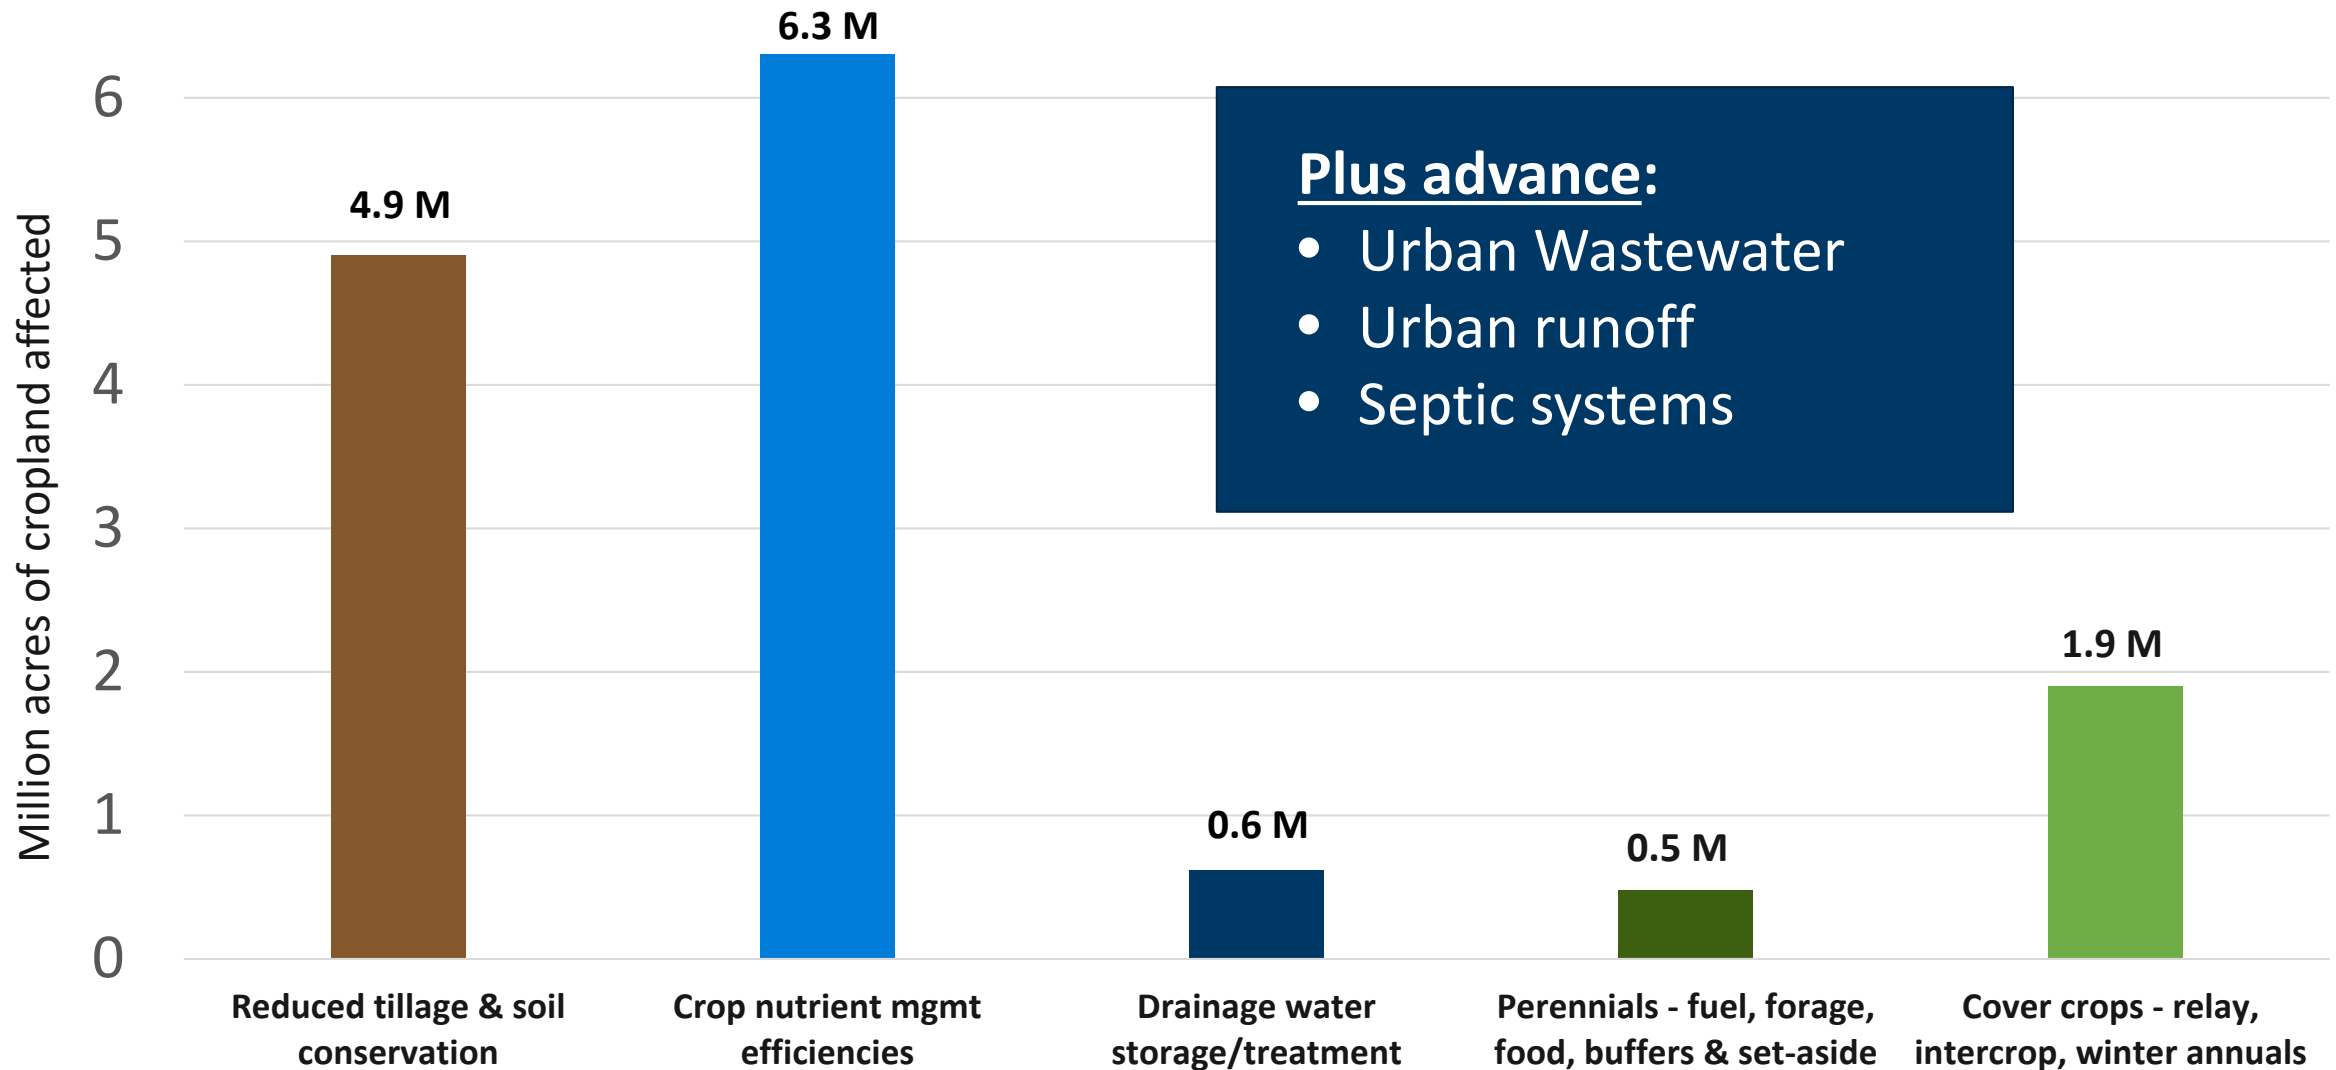 Million acres of cropland affected
6
5
4
3
2
1
0
4.9 M
6.3 M
0.6 M
0.5 M
1.9 M
Plus advance:
• Urban Wastewater
• Urban runoff
• Septic systems
Reduced tillage & soil
conservation
Crop nutrient mgmt
efficiencies
Drainage water
storage/treatment
Perennials - fuel, forage,
food, buffers & set-aside
Cover crops - relay,
intercrop, winter annuals